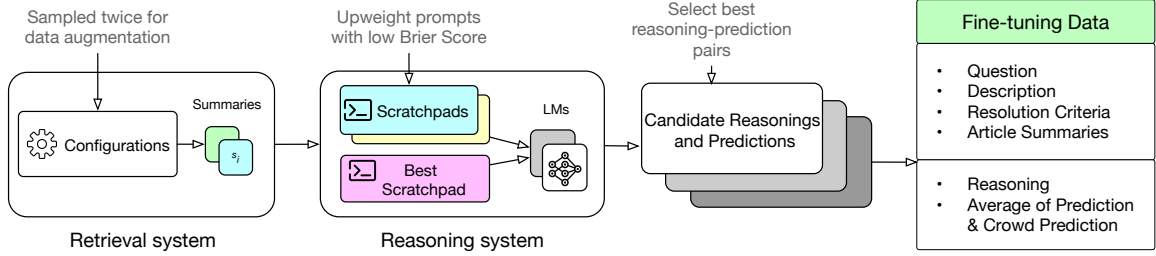 Sampled twice for
data augmentation
Configurations
Summaries
s_i
Retrieval system
Upweight prompts
with low Brier Score
Scratchpads
Best
Scratchpad
LMs
Reasoning system
Select best
reasoning-prediction
pairs
Candidate Reasonings
and Predictions
Fine-tuning Data
• Question
• Description
• Resolution Criteria
• Article Summaries
• Reasoning
• Average of Prediction
& Crowd Prediction